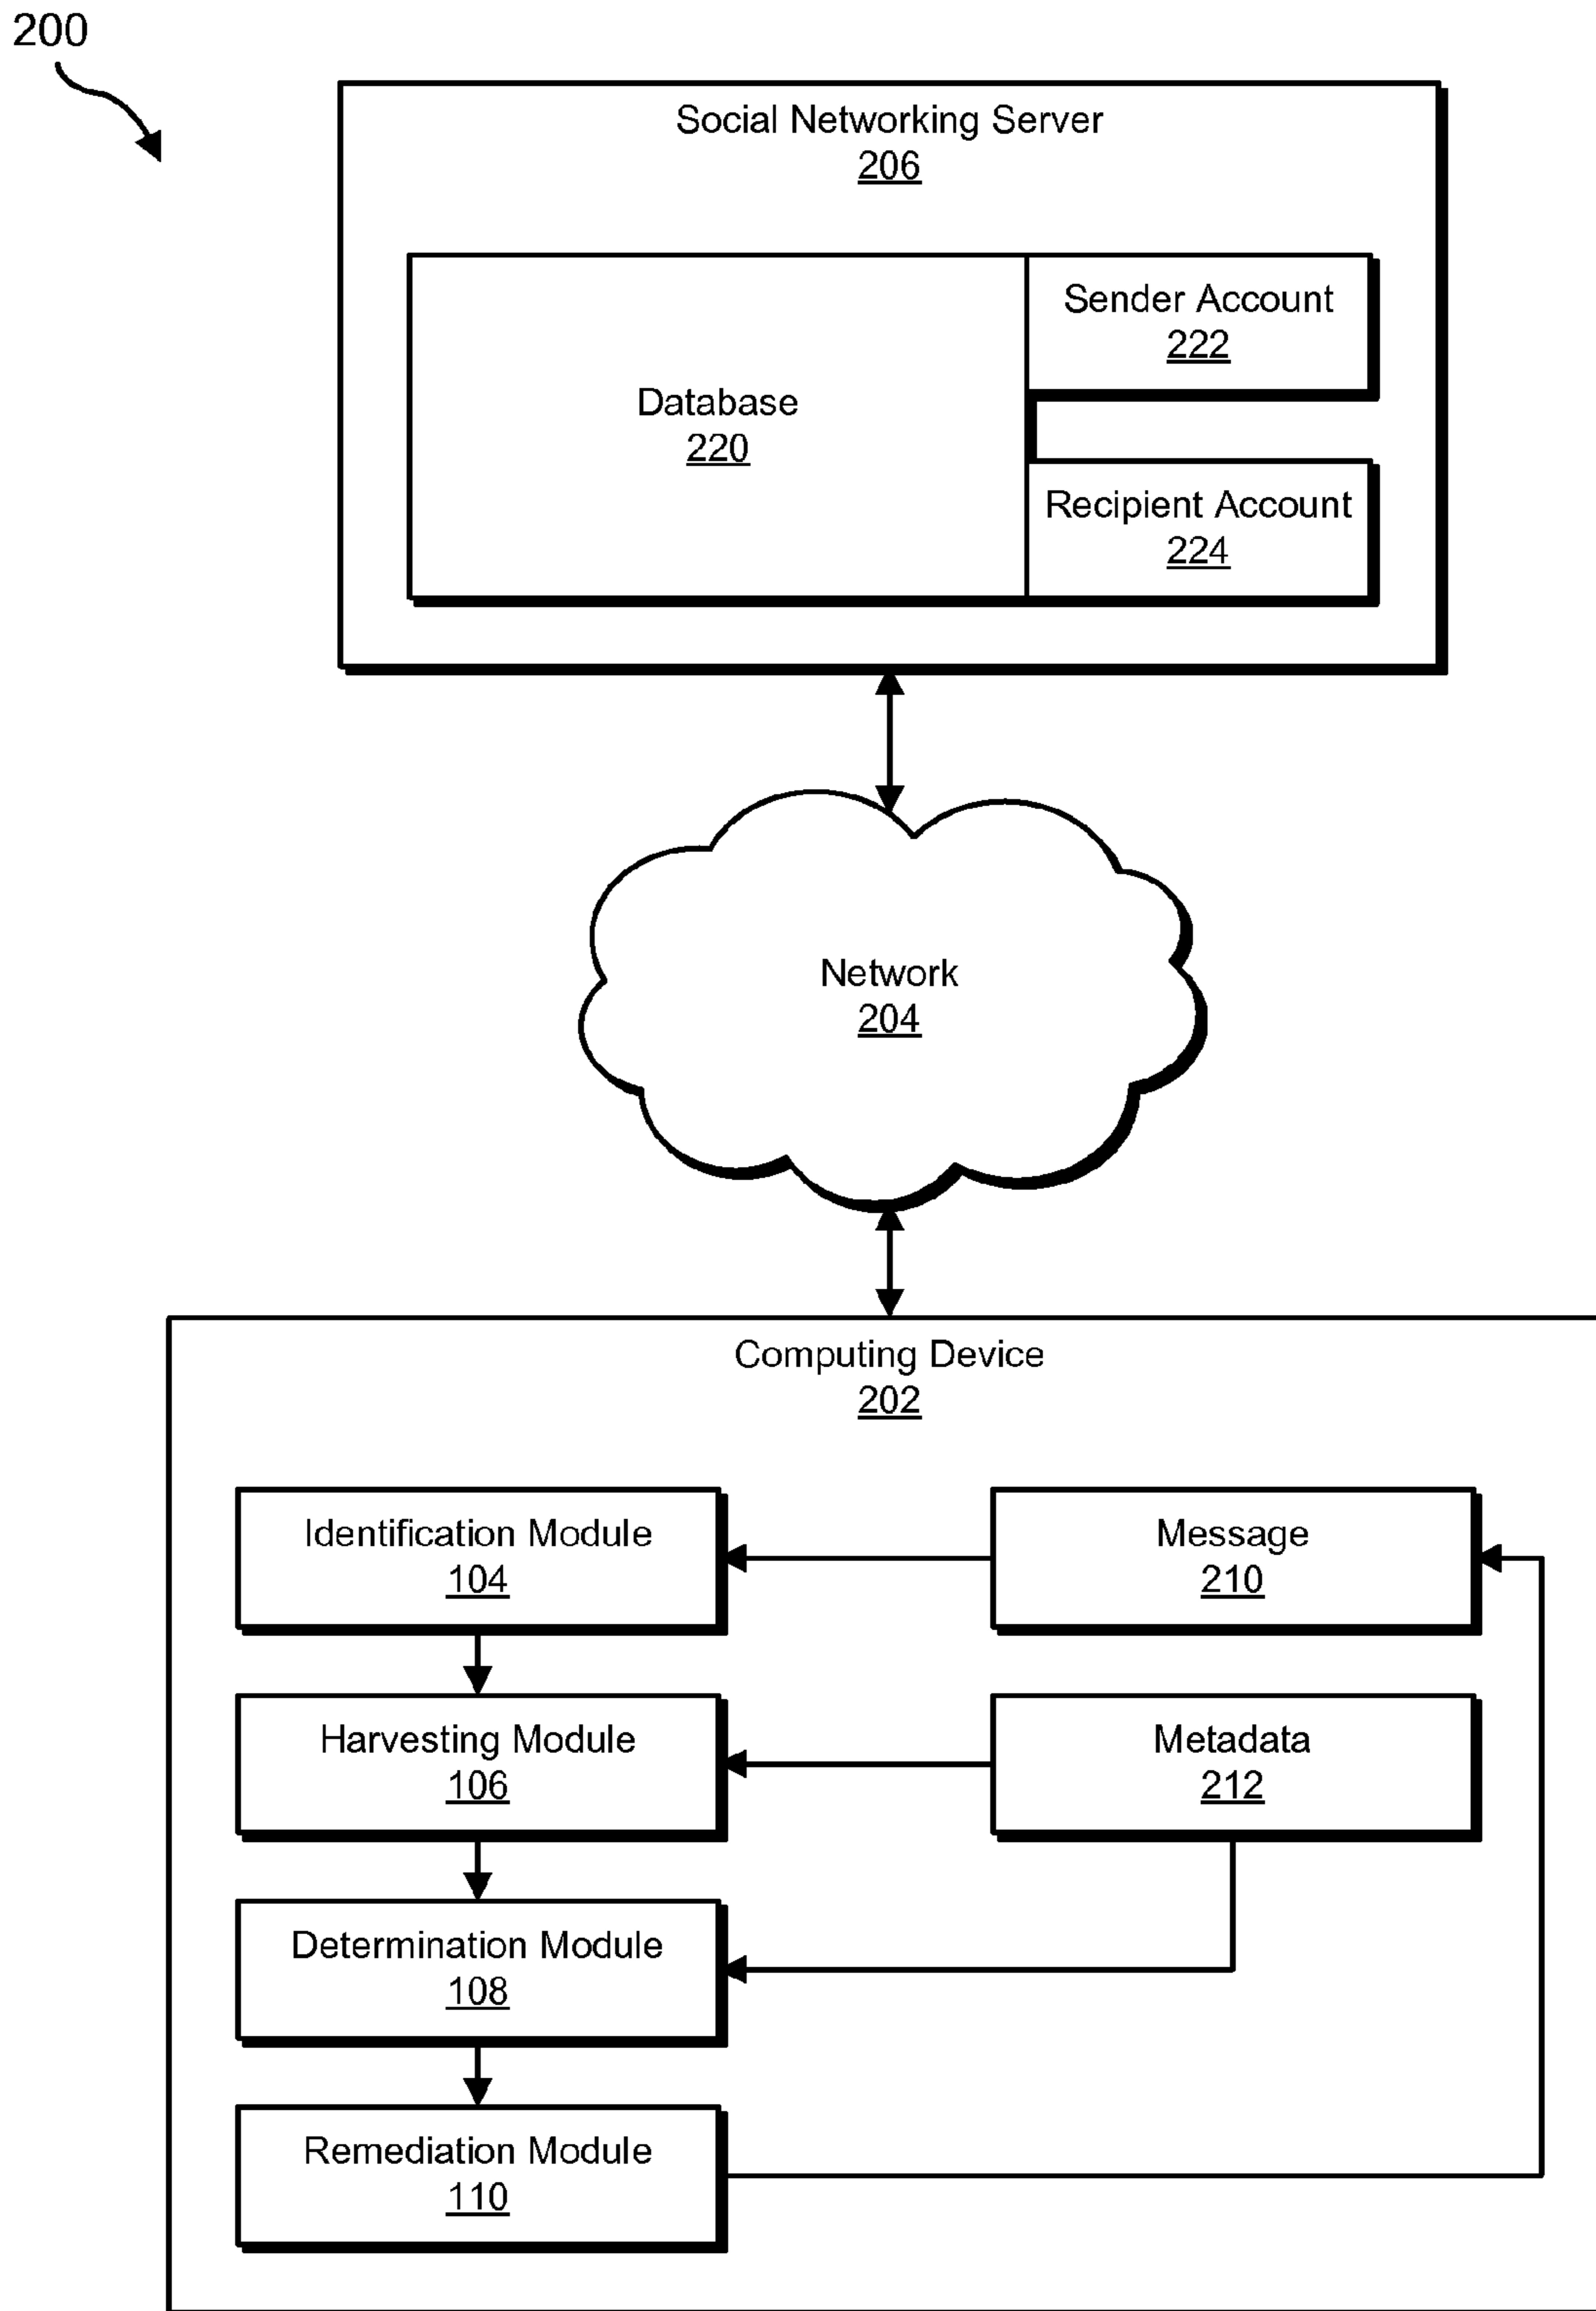 200
Social Networking Server
206
Database
220
Sender Account
222
Recipient Account
224
Network
204
Computing Device
202
Identification Module
104
Message
210
Harvesting Module
106
Metadata
212
Determination Module
108
Remediation Module
110